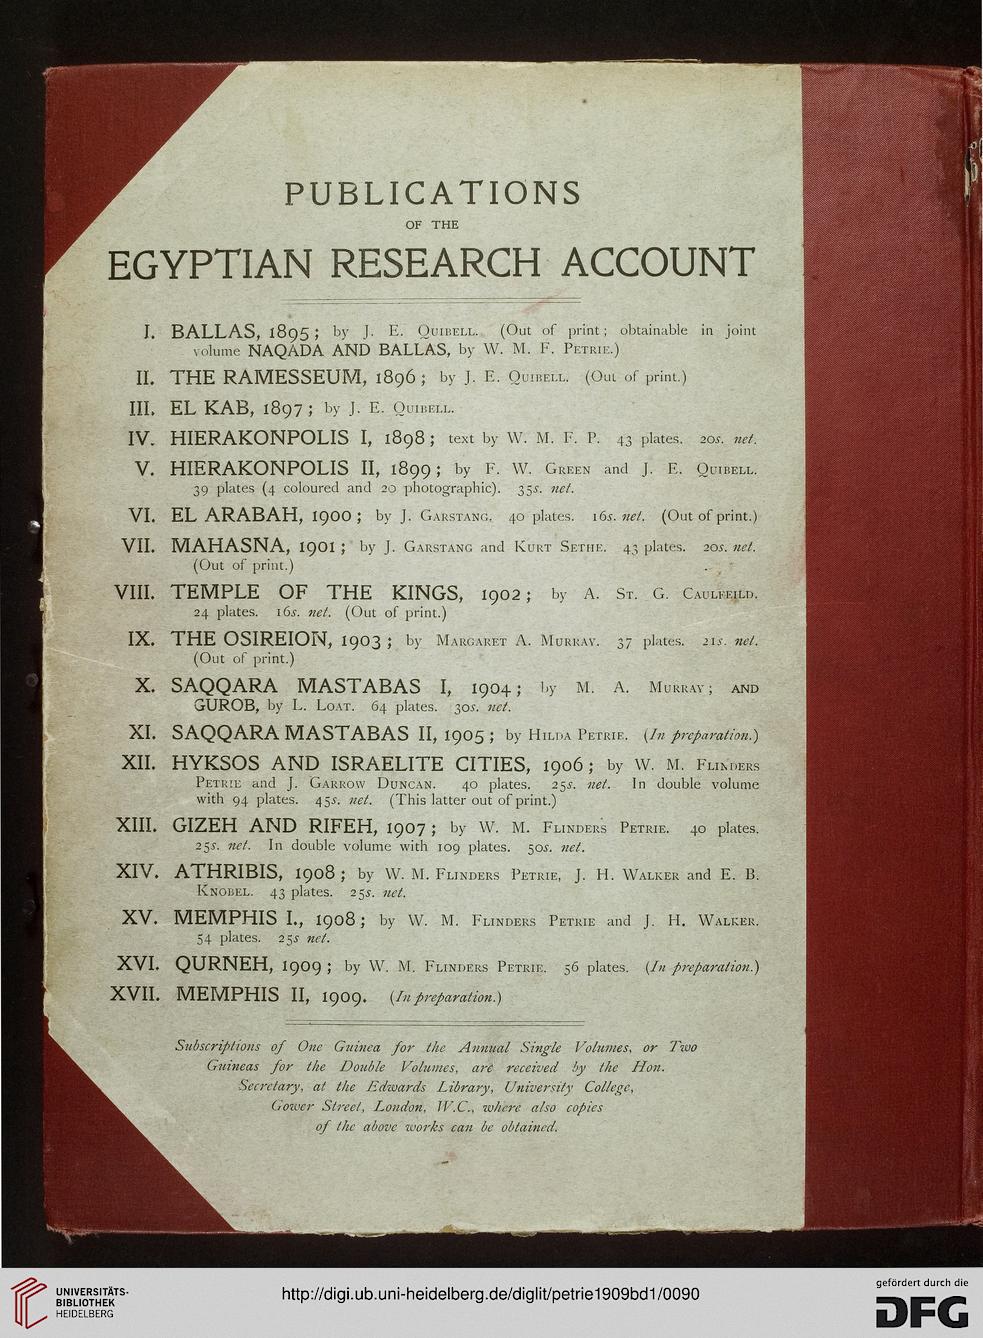 PUBLICATIONS
OF THE
EGYPTIAN RESEARCH ACCOUNT
I. BALLAS, 1895; by J. E. QUIBELL. (Out of print; obtainable in joint
volume NAQADA AND BALLAS, by W. M. F. PETRIE.)
II. THE RAMESSEUM, 1896; by J. E. QUIBELL. (Out of print.)
III. EL KAB, 1897; by J. E. QUIBELL.
IV. HIERAKONPOLIS I, 1898; text by W. M. F. P. 43 plates. 20s. net.
V. HIERAKONPOLIS II, 1899; by F. W. GREEN and J. E. QUIBELL.
39 plates (4 coloured and 20 photographic). 35s. net.
VI. EL ARABAH, 1900; by J. GARSTANG. 40 plates. 16s. net. (Out of print.)
VII. MAHASNA, 1901; by J. GARSTANG and KURT SETHE. 43 plates. 20s. net.
(Out of print.)
VIII. TEMPLE OF THE KINGS, 1902; by A. ST. G. CAULFEILD.
24 plates. 16s. net. (Out of print.)
IX. THE OSIREION, 1903; by MARGARET A. MURRAY. 37 plates. 21s. net.
(Out of print.)
X. SAQQARA MASTABAS I, 1904; by M. A. MURRAY; AND
GUROB, by L. LOAT. 64 plates. 30s. net.
XI. SAQQARA MASTABAS II, 1905; by HILDA PETRIE. (In preparation.)
XII. HYKSOS AND ISRAELITE CITIES, 1906; by W. M. FLINDERS
PETRIE and J. GARROW DUNCAN. 40 plates. 25s. net. In double volume
with 94 plates. 45s. net. (This latter out of print.)
XIII. GIZEH AND RIFEH, 1907; by W. M. FLINDERS PETRIE. 40 plates.
25s. net. In double volume with 109 plates. 50s. net.
XIV. ATHRIBIS, 1908; by W. M. FLINDERS PETRIE, J. H. WALKER and E. B.
KNOBEL. 43 plates. 25s. net.
XV. MEMPHIS I., 1908; by W. M. FLINDERS PETRIE and J. H. WALKER.
54 plates. 25s net.
XVI. QURNEH, 1909; by W. M. FLINDERS PETRIE. 56 plates. (In preparation.)
XVII. MEMPHIS II, 1909. (In preparation.)
Subscriptions of One Guinea for the Annual Single Volumes, or Two
Guineas for the Double Volumes, are received by the Hon.
Secretary, at the Edwards Library, University College,
Gower Street, London, W.C., where also copies
of the above works can be obtained.
UNIVERSITÄTS-
BIBLIOTHEK
HEIDELBERG
http://digi.ub.uni-heidelberg.de/diglit/petrie1909bd1/0090
gefördert durch die
DFG